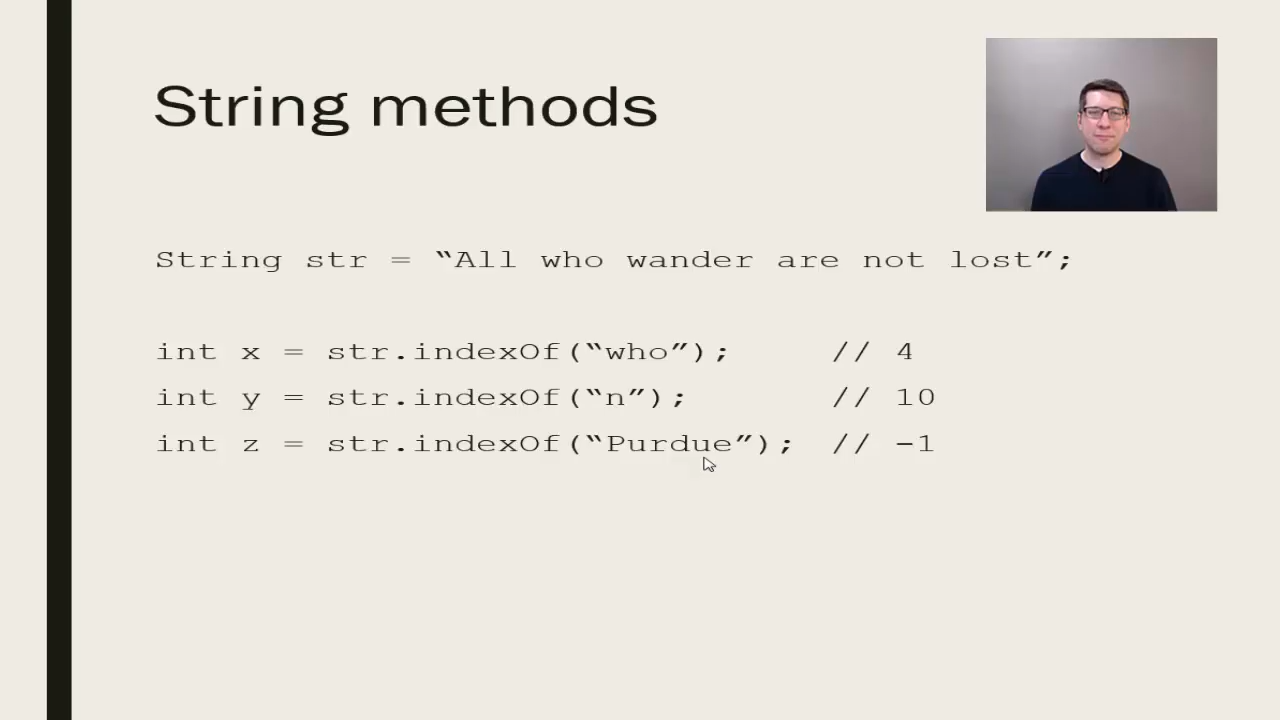 String methods
String str = “All who wander are not lost”;
int x = str.indexOf(“who”); // 4
int y = str.indexOf(“n”); // 10
int z = str.indexOf(“Purdue”); // -1